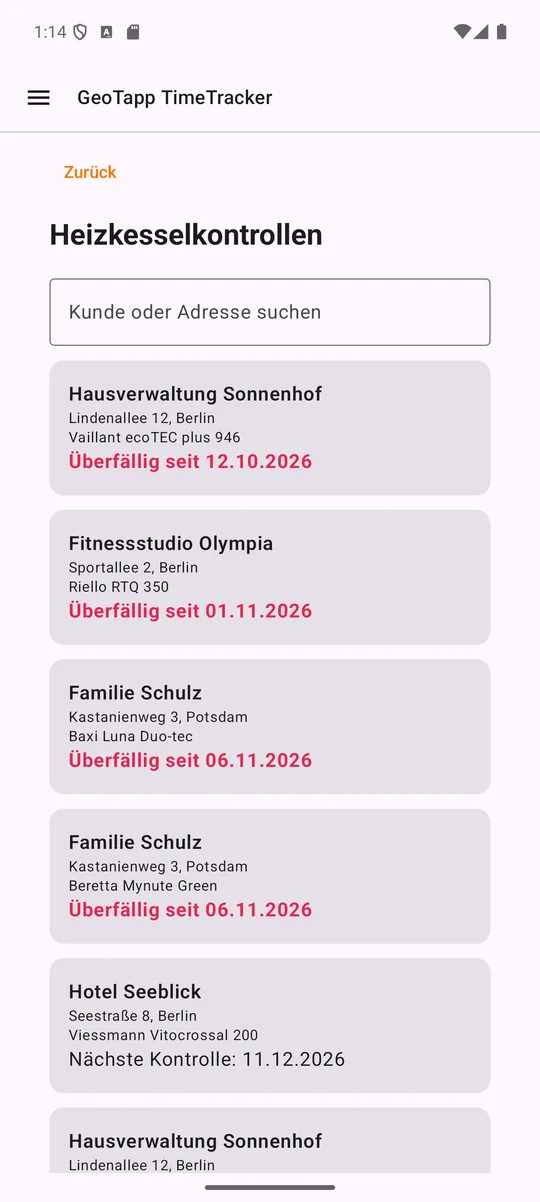 1:14
GeoTapp TimeTracker
Zurück
Heizkesselkontrollen
Kunde oder Adresse suchen
Hausverwaltung Sonnenhof
Lindenallee 12, Berlin
Vaillant ecoTEC plus 946
Überfällig seit 12.10.2026
Fitnessstudio Olympia
Sportallee 2, Berlin
Riello RTQ 350
Überfällig seit 01.11.2026
Familie Schulz
Kastanienweg 3, Potsdam
Baxi Luna Duo-tec
Überfällig seit 06.11.2026
Familie Schulz
Kastanienweg 3, Potsdam
Beretta Mynute Green
Überfällig seit 06.11.2026
Hotel Seeblick
Seestraße 8, Berlin
Viessmann Vitocrossal 200
Nächste Kontrolle: 11.12.2026
Hausverwaltung Sonnenhof
Lindenallee 12, Berlin